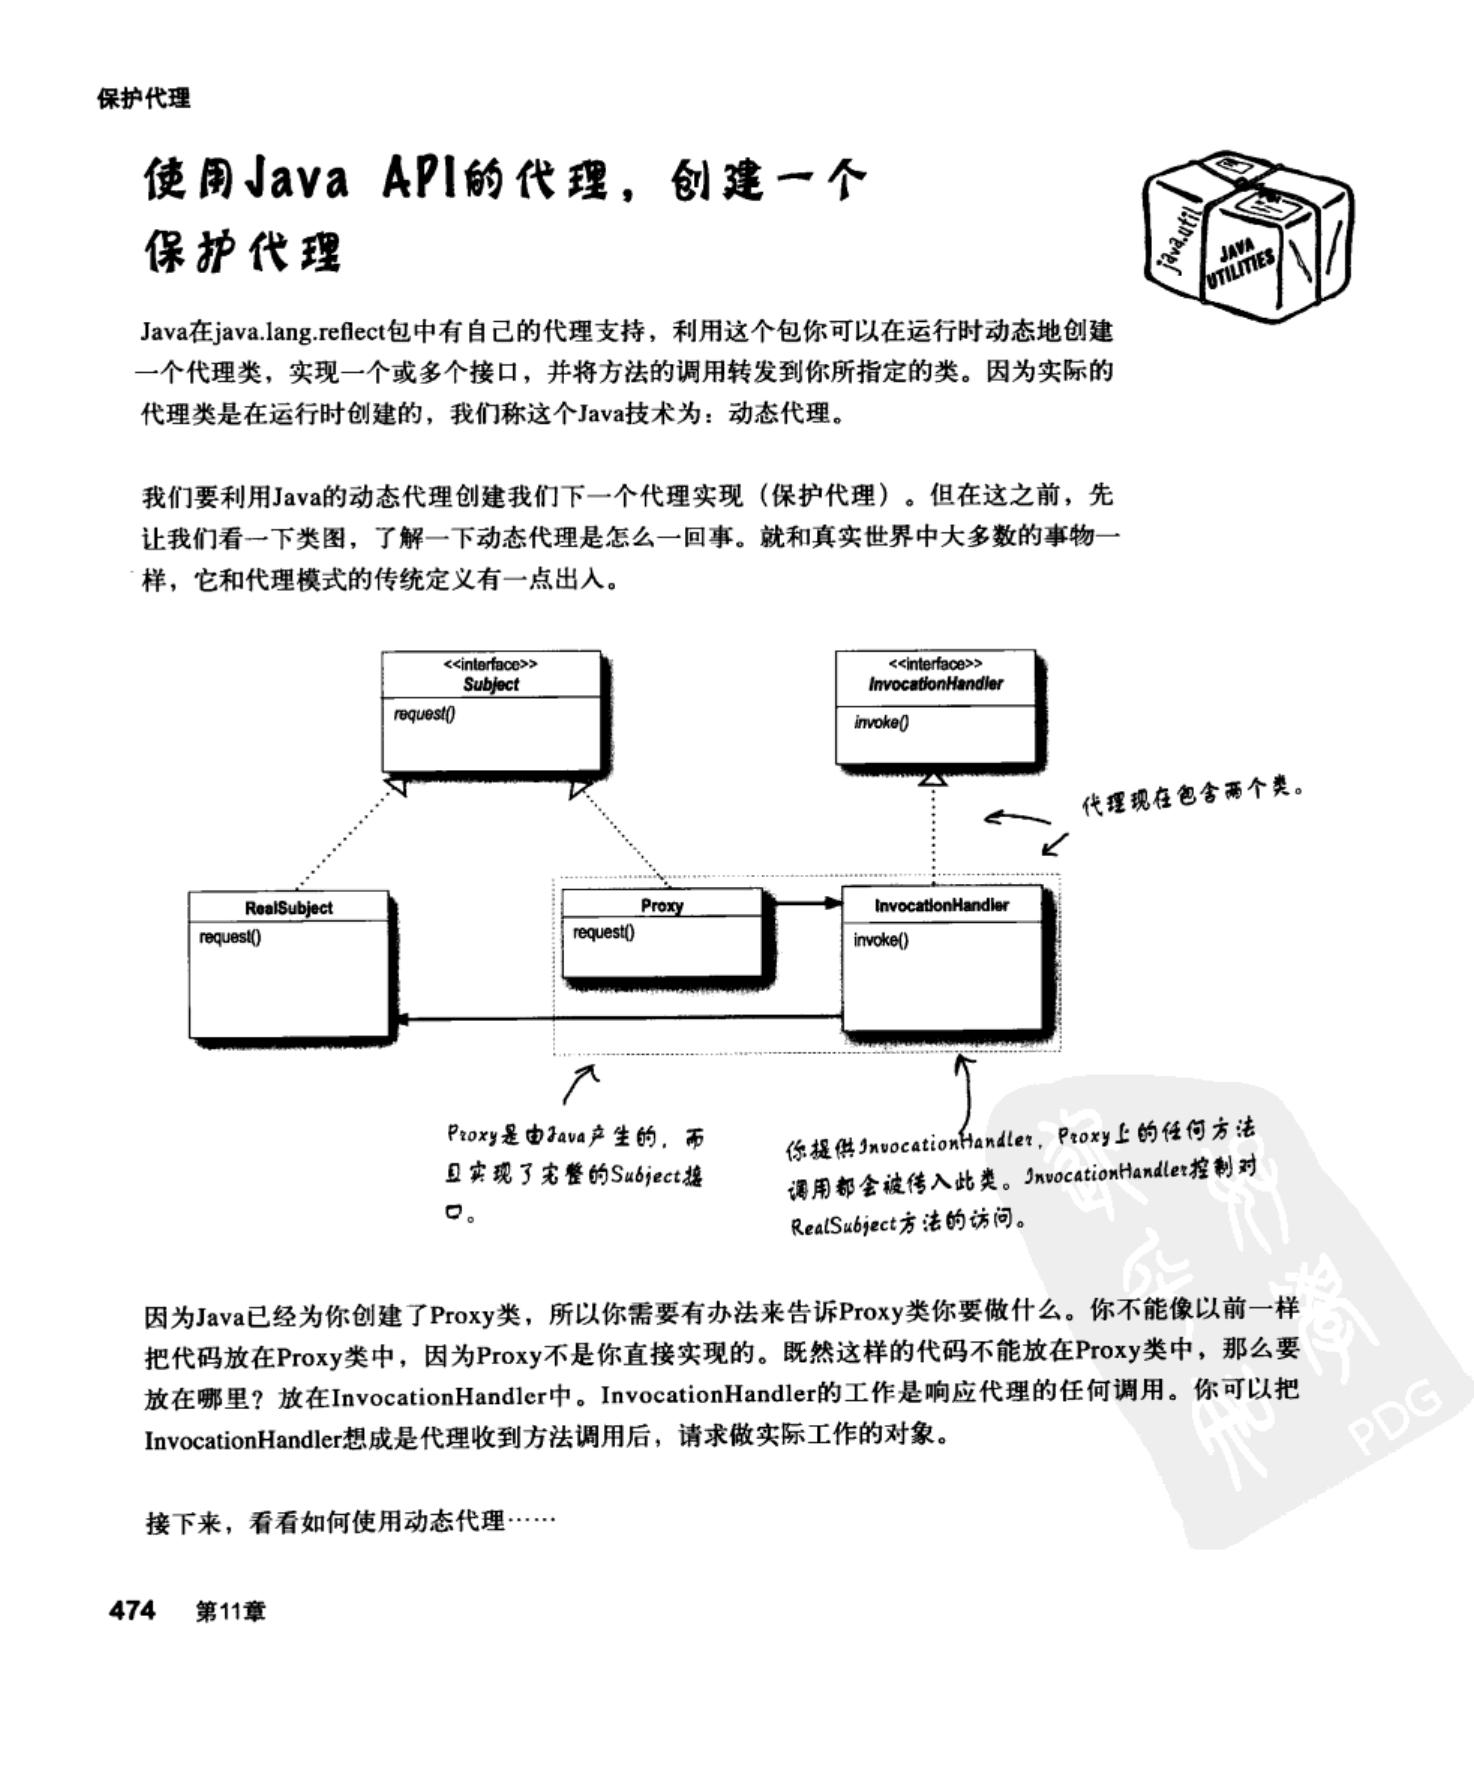 保护代理
使用Java API的代理，创建一个
保护代理
java.util
JAVA
UTILITIES
Java在java.lang.reflect包中有自己的代理支持，利用这个包你可以在运行时动态地创建
一个代理类，实现一个或多个接口，并将方法的调用转发到你所指定的类。因为实际的
代理类是在运行时创建的，我们称这个Java技术为：动态代理。
我们要利用Java的动态代理创建我们下一个代理实现（保护代理）。但在这之前，先
让我们看一下类图，了解一下动态代理是怎么一回事。就和真实世界中大多数的事物一
样，它和代理模式的传统定义有一点出入。
<<interface>>
Subject
request()
<<interface>>
InvocationHandler
invoke()
代理现在包含两个类。
RealSubject
request()
Proxy
request()
InvocationHandler
invoke()
Proxy是由Java产生的，而
且实现了完整的Subject接
口。
你提供InvocationHandler，Proxy上的任何方法
调用都会被传入此类。InvocationHandler控制对
RealSubject方法的访问。
因为Java已经为你创建了Proxy类，所以你需要有办法来告诉Proxy类你要做什么。你不能像以前一样
把代码放在Proxy类中，因为Proxy不是你直接实现的。既然这样的代码不能放在Proxy类中，那么要
放在哪里？放在InvocationHandler中。InvocationHandler的工作是响应代理的任何调用。你可以把
InvocationHandler想成是代理收到方法调用后，请求做实际工作的对象。
接下来，看看如何使用动态代理……
474 第11章
PDG